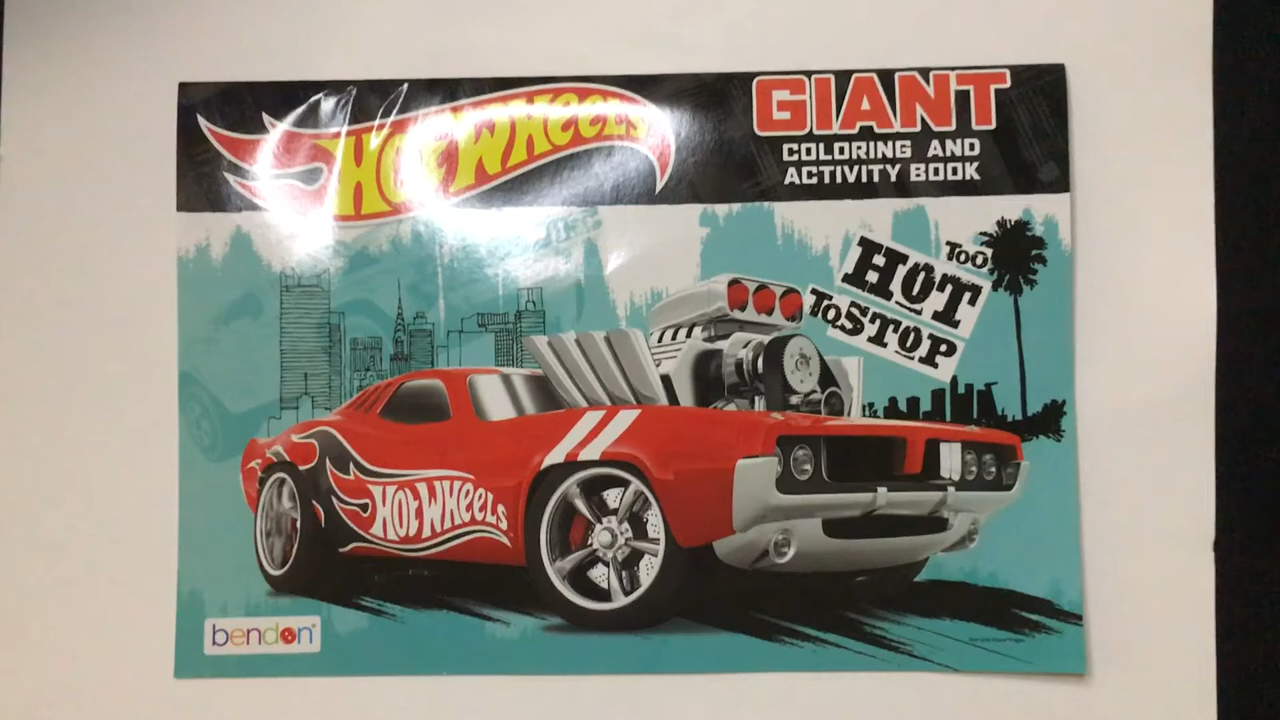 HOT WHEELS
GIANT
COLORING AND
ACTIVITY BOOK
TOO
HOT
TO STOP
HOT WHEELS
bendon